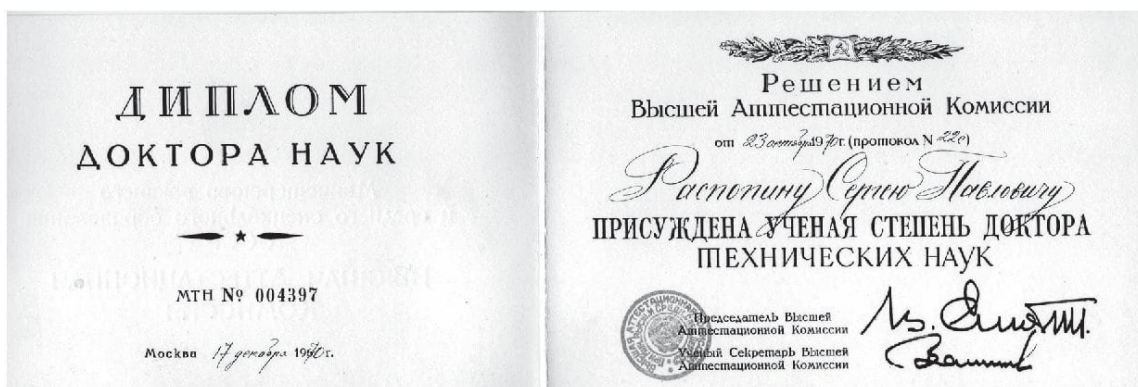 ДИПЛОМ
ДОКТОРА НАУК
МТН № 004397
Москва 17 декабря 1970г.
Решением
Высшей Аттестационной Комиссии
от 23 октября 1970г. (протокол N 22с)
Распопину Сергею Павловичу
ПРИСУЖДЕНА УЧЕНАЯ СТЕПЕНЬ ДОКТОРА
ТЕХНИЧЕСКИХ НАУК
Председатель Высшей
Аттестационной Комиссии
Ученый Секретарь Высшей
Аттестационной Комиссии